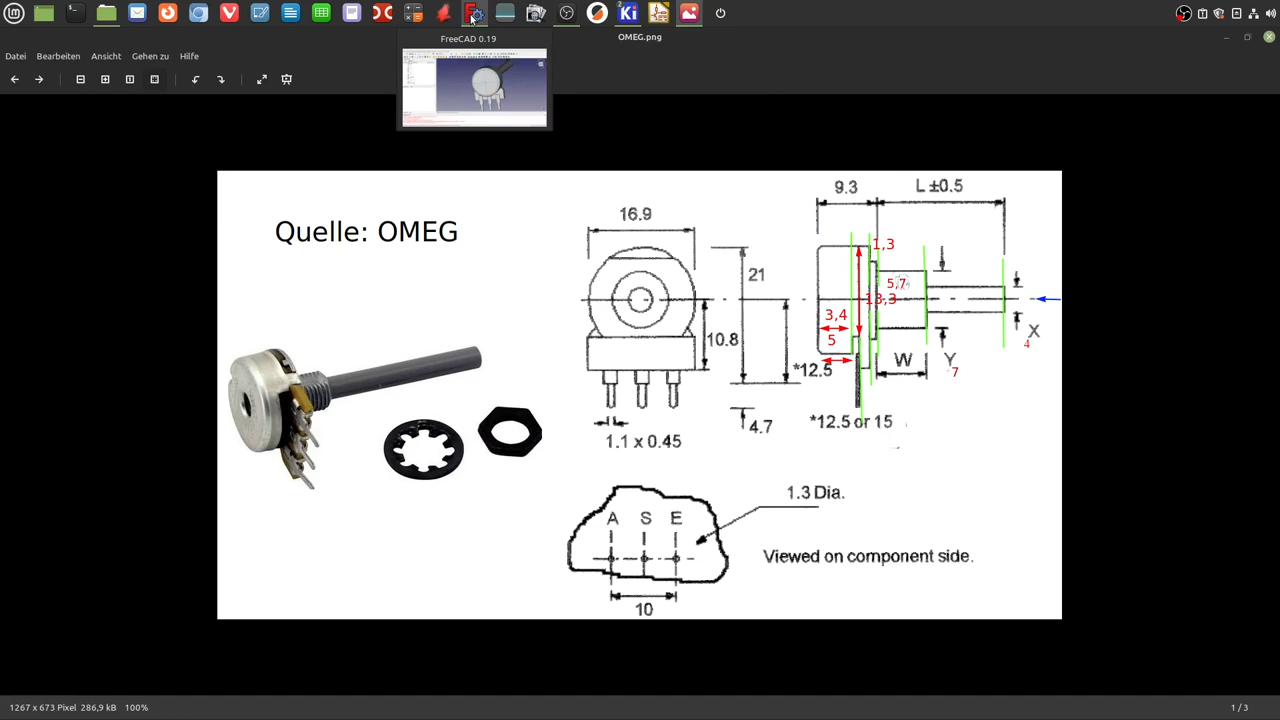 OMEG.png
FreeCAD 0.19
Datei Bearbeiten Ansicht Gehen zu Hilfe
Quelle: OMEG
16.9
21
10.8
*12.5
4.7
1.1 x 0.45
9.3
L ±0.5
1,3
5,7
13,3
3,4
5
W
Y
7
X
4
*12.5 or 15
1.3 Dia.
A S E
Viewed on component side.
10
1267 x 673 Pixel 286,9 kB 100%
1 / 3